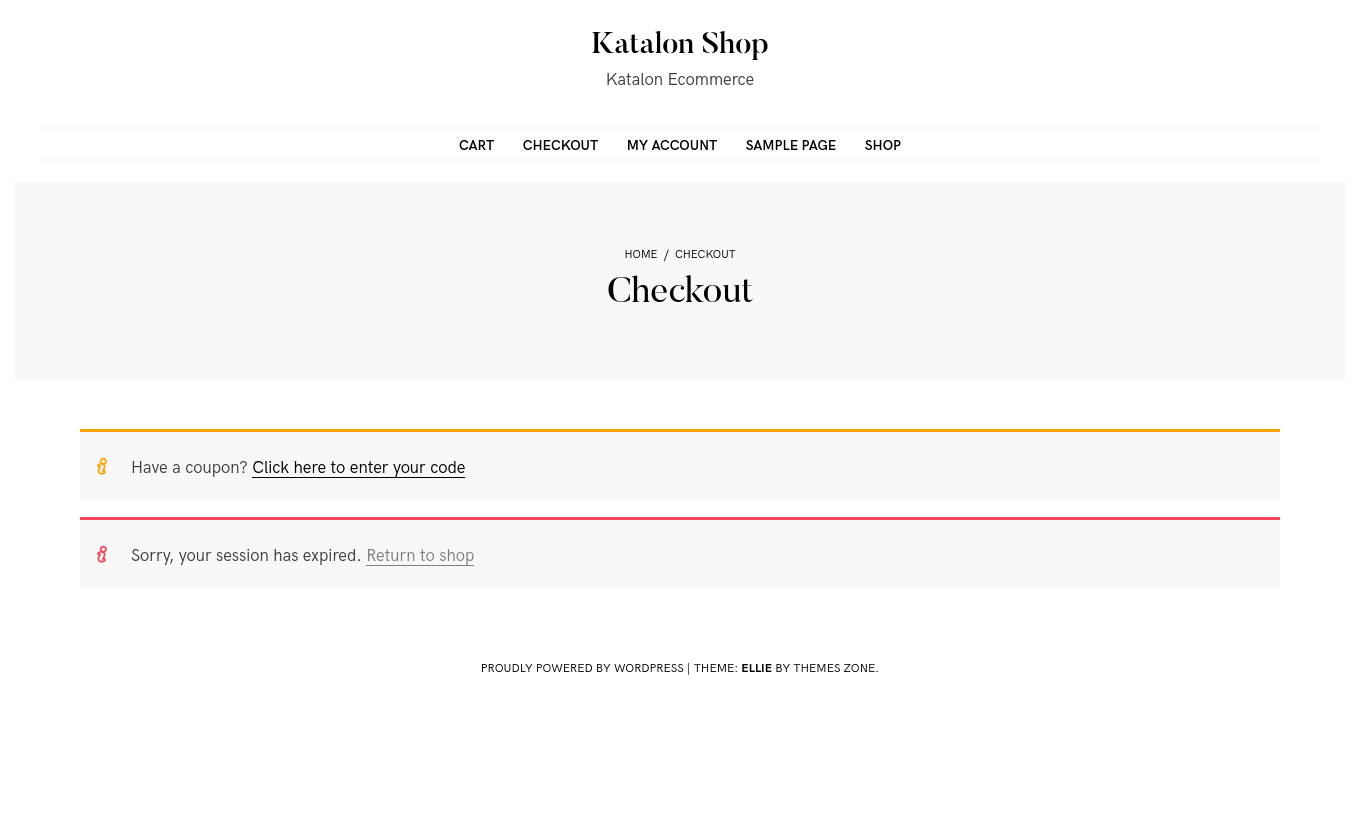 Katalon Shop
Katalon Ecommerce
CART CHECKOUT MY ACCOUNT SAMPLE PAGE SHOP
HOME / CHECKOUT
Checkout
Have a coupon? Click here to enter your code
Sorry, your session has expired. Return to shop
PROUDLY POWERED BY WORDPRESS | THEME: ELLIE BY THEMES ZONE.